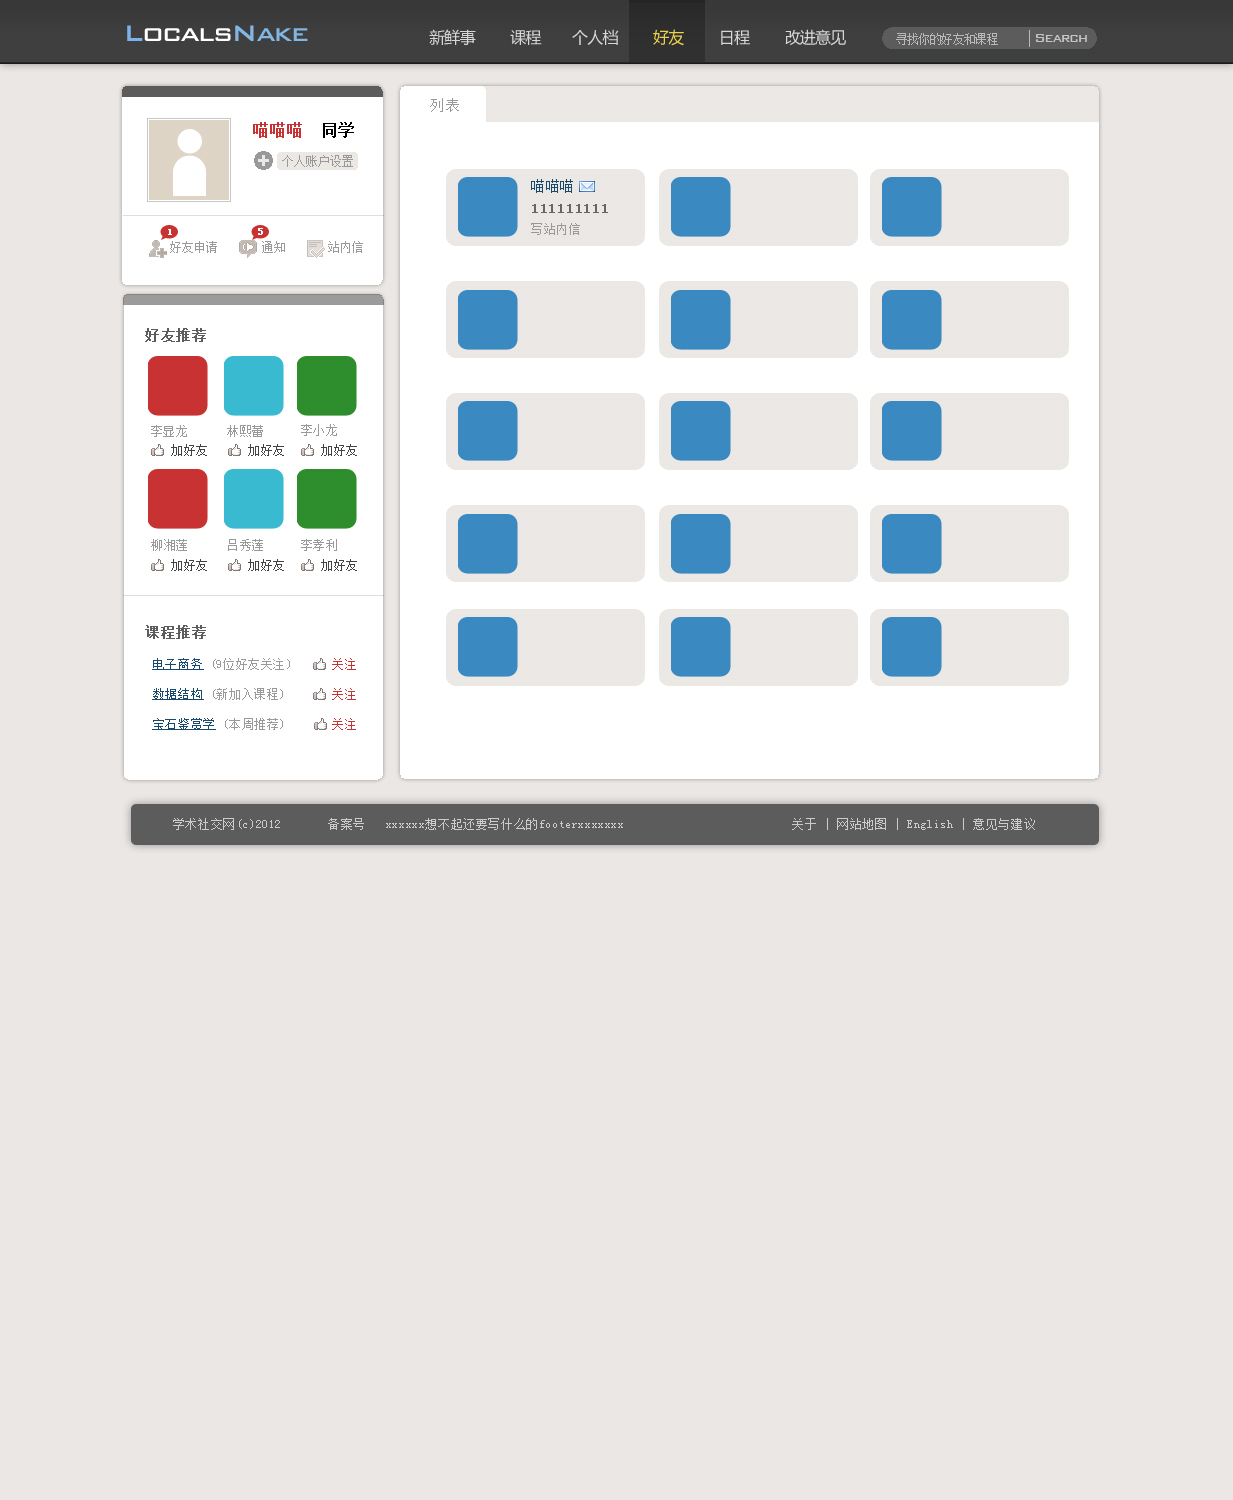 LocalsNake
新鲜事 课程 个人档 好友 日程 改进意见 寻找你的好友和课程 Search
列表
喵喵喵 同学
个人账户设置
1 5
好友申请 通知 站内信
喵喵喵
111111111
写站内信
好友推荐
李显龙 林熙蕾 李小龙
加好友 加好友 加好友
柳湘莲 吕秀莲 李孝利
加好友 加好友 加好友
课程推荐
电子商务 (9位好友关注) 关注
数据结构 (新加入课程) 关注
宝石鉴赏学 (本周推荐) 关注
学术社交网(c)2012 备案号 xxxxxx想不起还要写什么的footerxxxxxxx 关于 | 网站地图 | English | 意见与建议